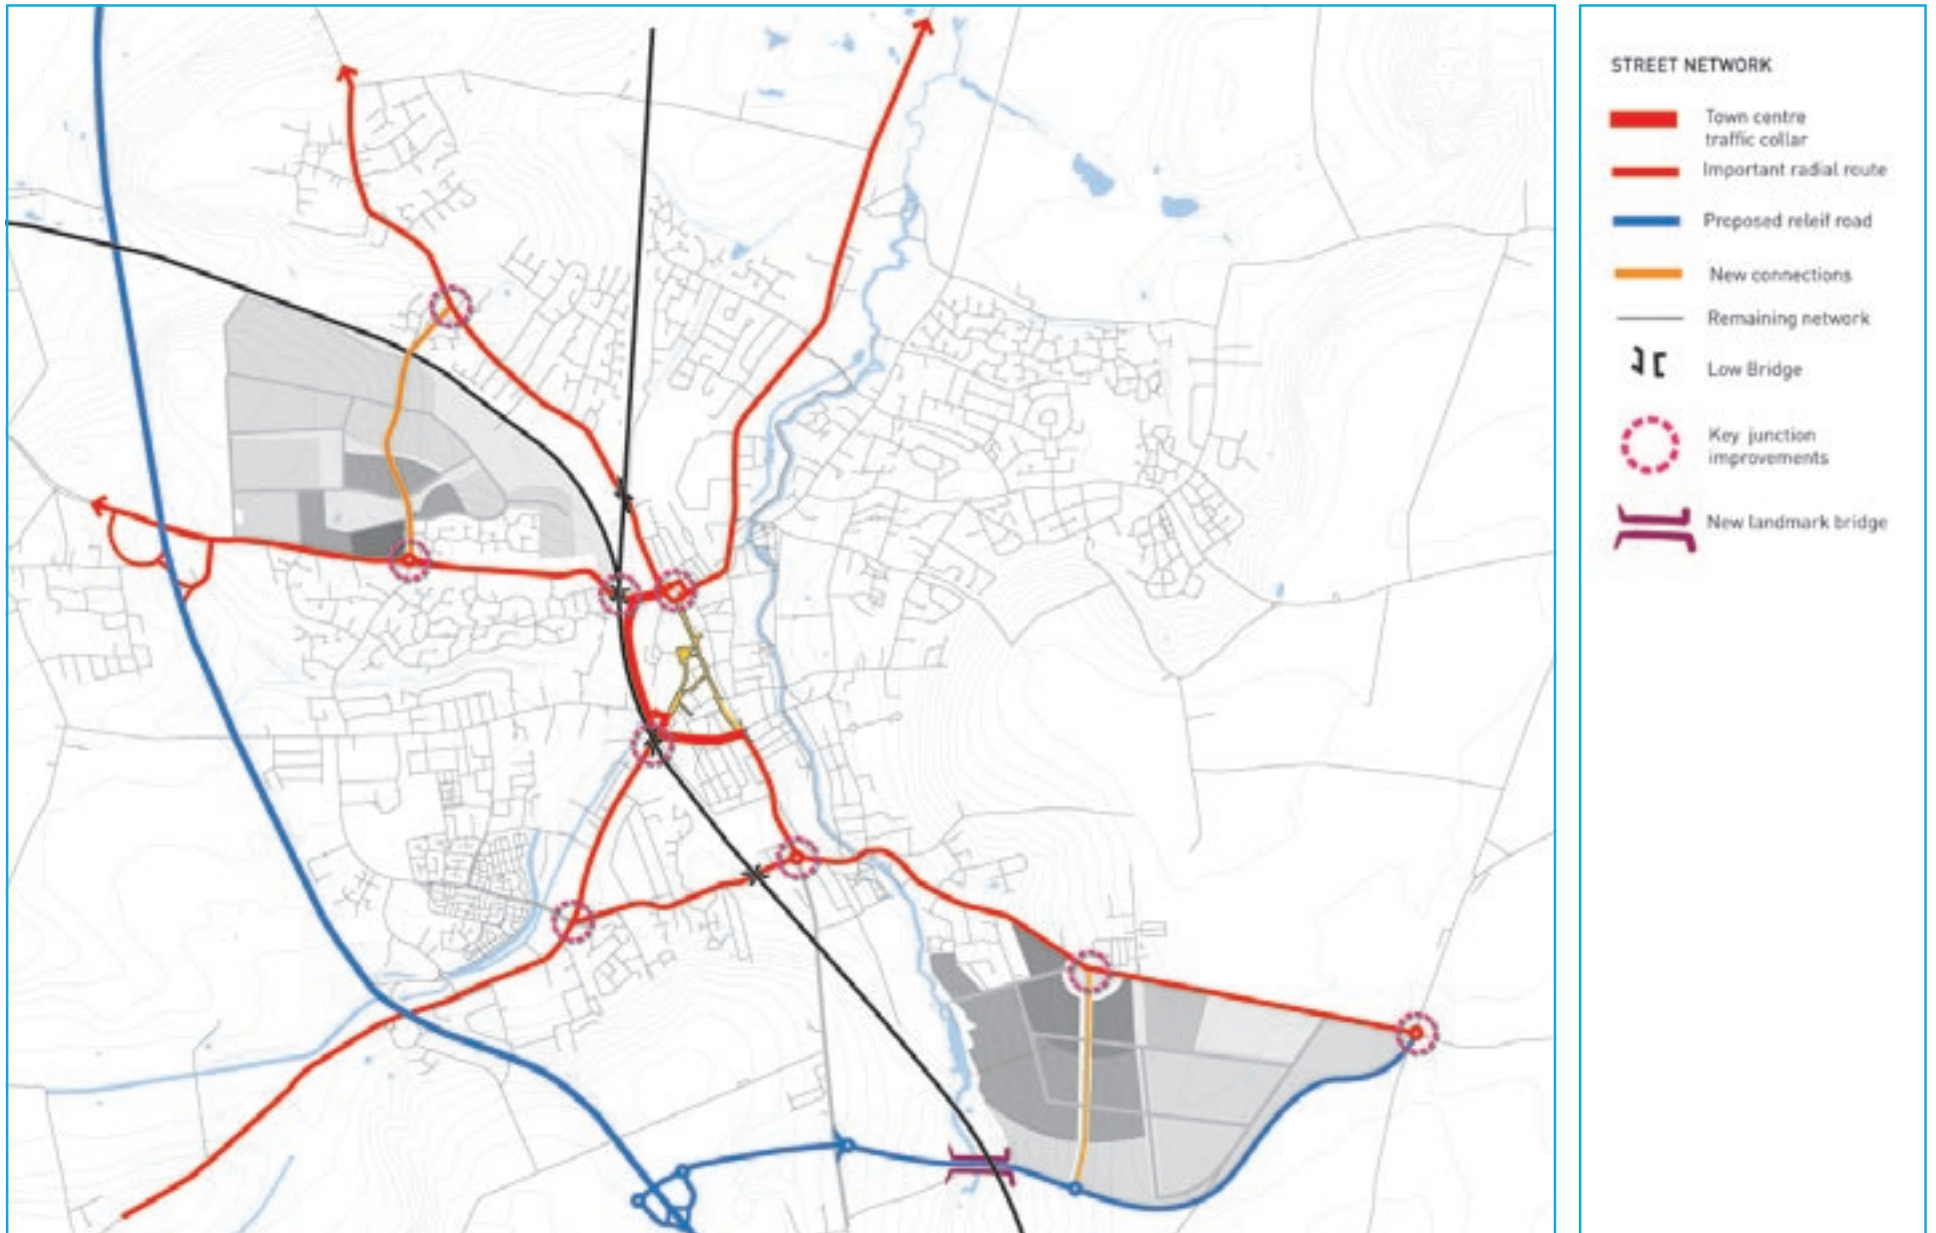 STREET NETWORK
Town centre
traffic collar
Important radial route
Proposed releif road
New connections
Remaining network
Low Bridge
Key junction
improvements
New landmark bridge